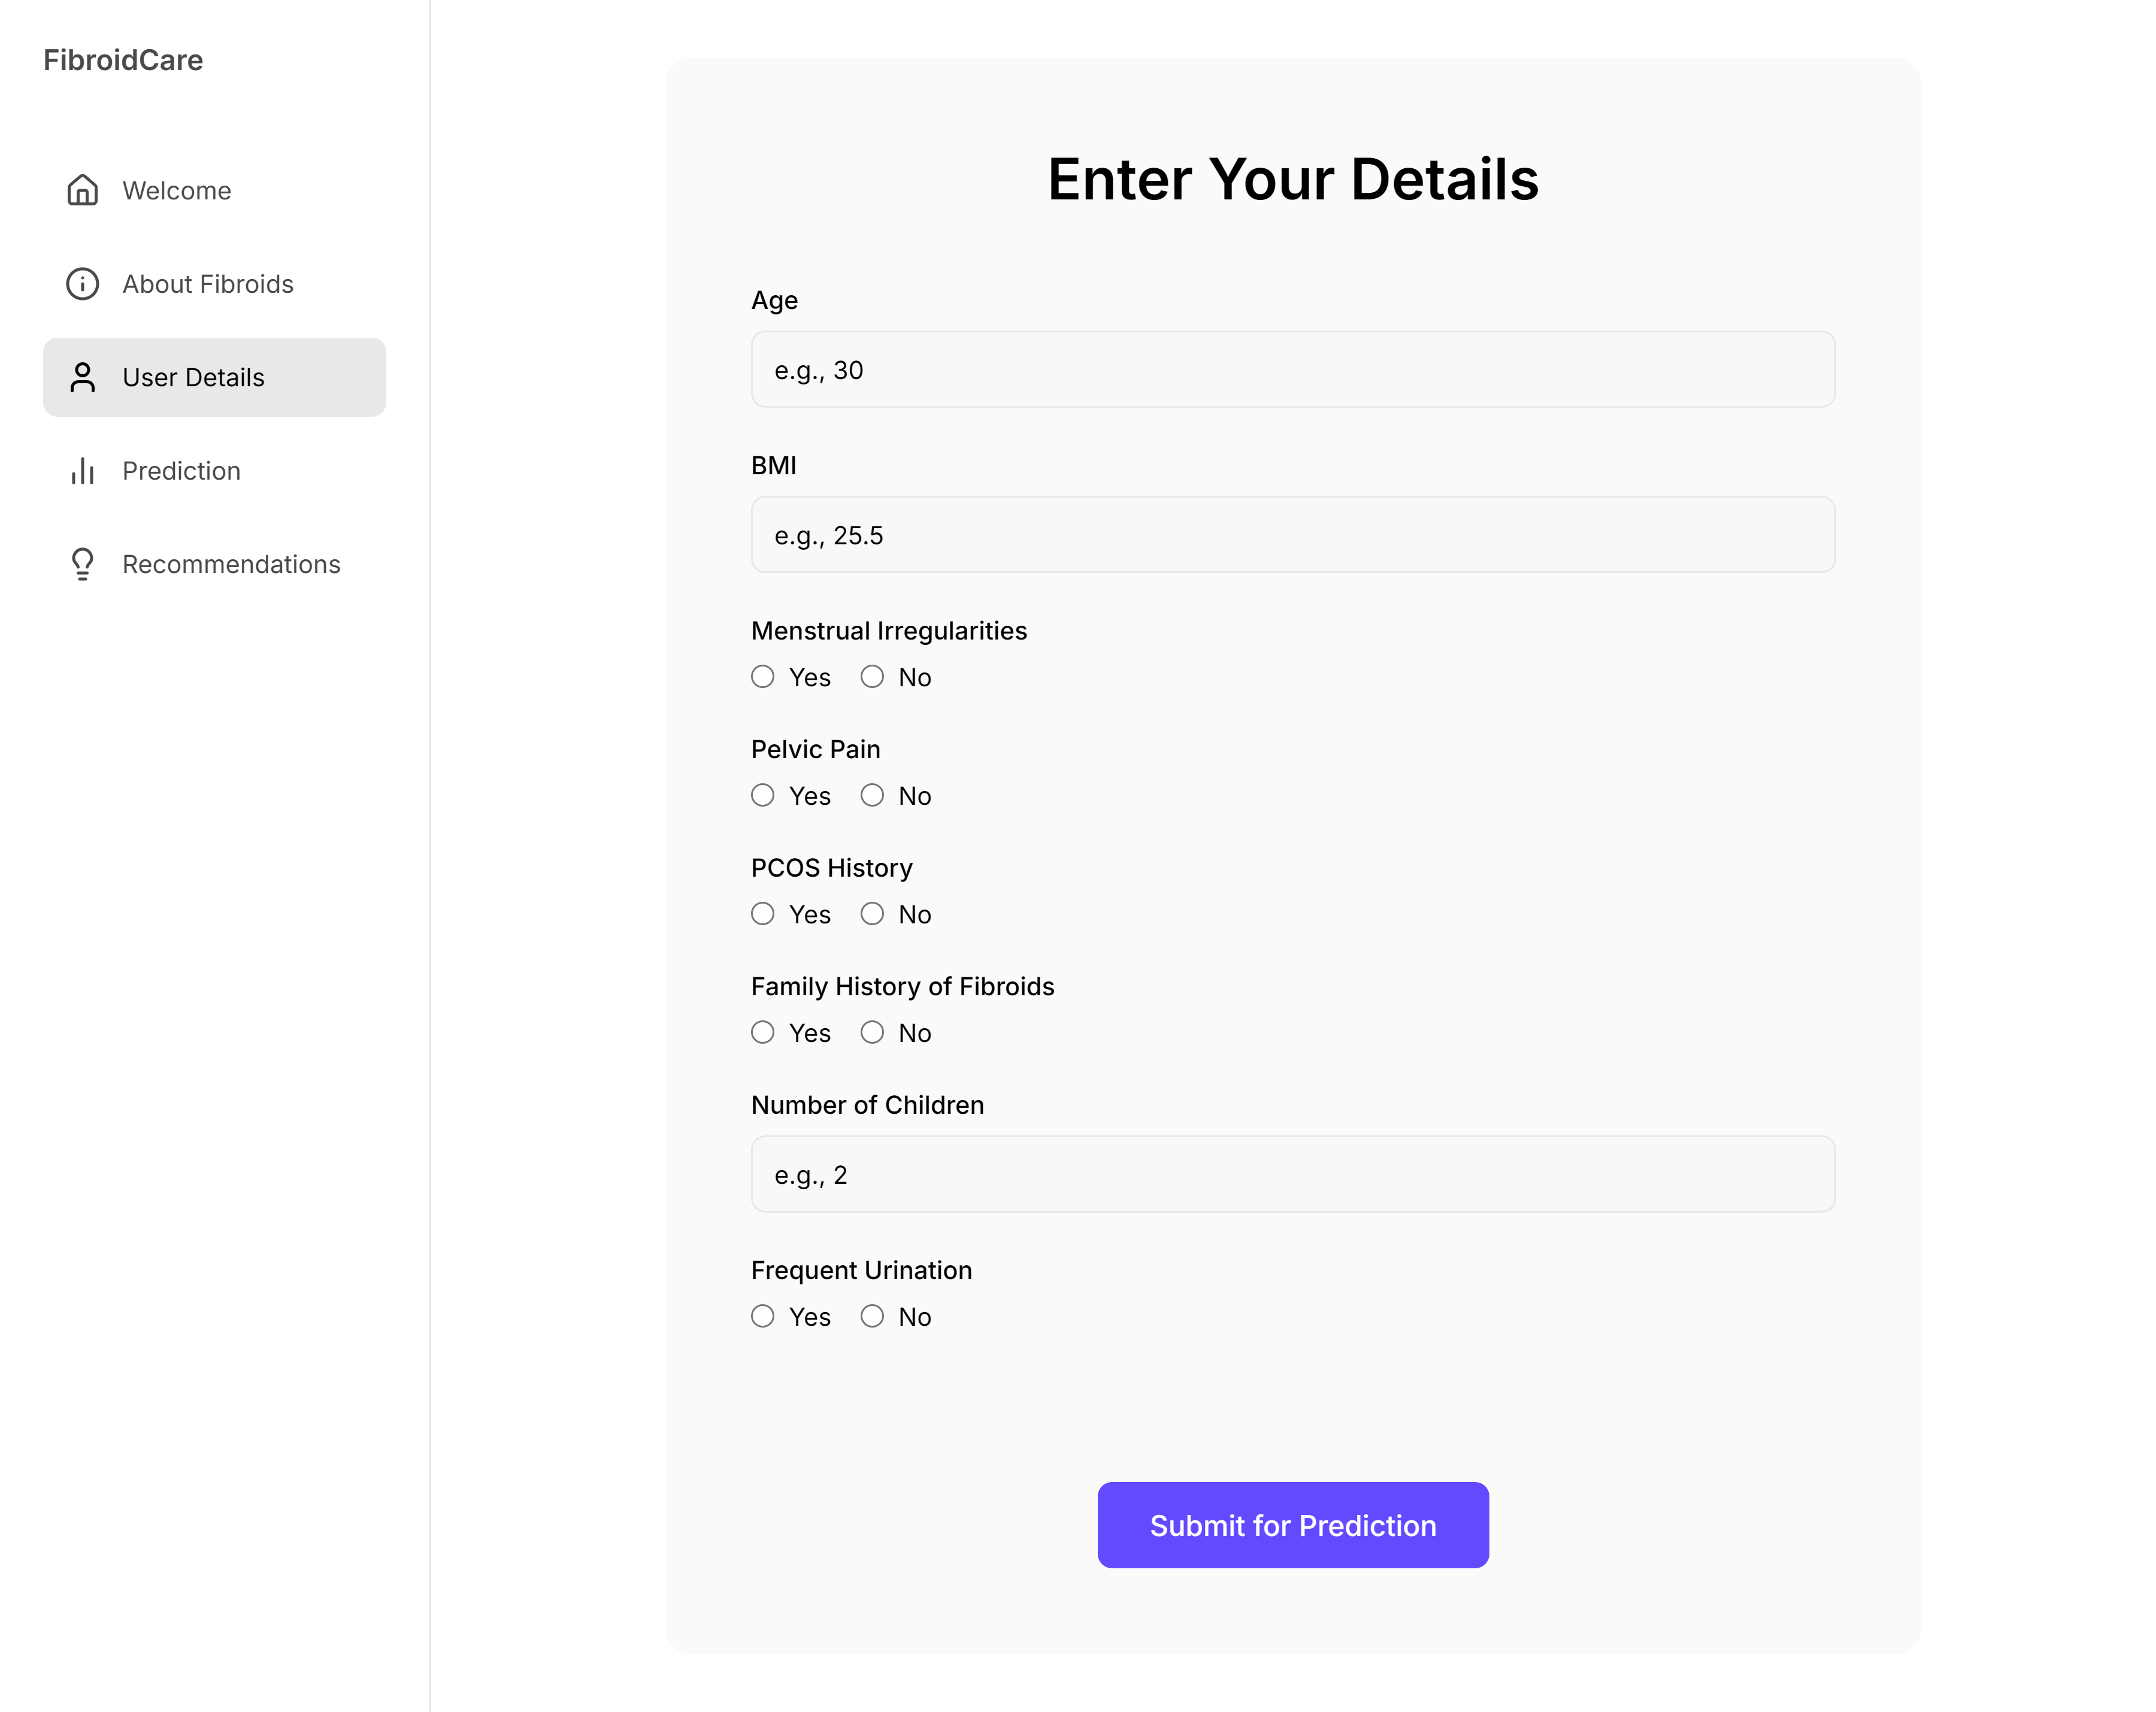 FibroidCare
Welcome
About Fibroids
User Details
Prediction
Recommendations
Enter Your Details
Age
e.g., 30
BMI
e.g., 25.5
Menstrual Irregularities
Yes No
Pelvic Pain
Yes No
PCOS History
Yes No
Family History of Fibroids
Yes No
Number of Children
e.g., 2
Frequent Urination
Yes No
Submit for Prediction